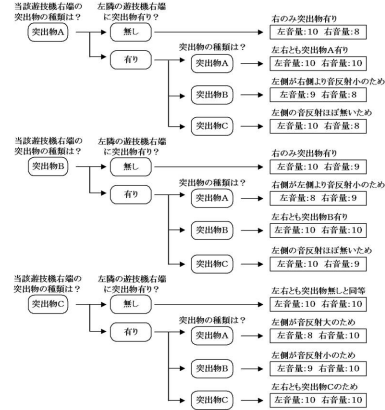 当該遊技機右端の
突出物の種類は？
左隣の遊技機右端
に突出物有り？
右のみ突出物有り
突出物A
無し
左音量:10 右音量:8
突出物の種類は？
左右とも突出物A有り
有り
突出物A
左音量:10 右音量:10
左側が右側より音反射小のため
突出物B
左音量:9 右音量:8
左側の音反射ほぼ無いため
突出物C
左音量:10 右音量:8
当該遊技機右端の
突出物の種類は？
左隣の遊技機右端
に突出物有り？
右のみ突出物有り
突出物B
無し
左音量:10 右音量:9
突出物の種類は？
右側が左側より音反射小のため
有り
突出物A
左音量:8 右音量:9
左右とも突出物B有り
突出物B
左音量:10 右音量:10
左側の音反射ほぼ無いため
突出物C
左音量:10 右音量:9
当該遊技機右端の
突出物の種類は？
左隣の遊技機右端
に突出物有り？
左右とも突出物無しと同等
突出物C
無し
左音量:10 右音量:10
突出物の種類は？
左側が音反射大のため
有り
突出物A
左音量:8 右音量:10
左側が音反射小のため
突出物B
左音量:9 右音量:10
左右とも突出物Cのため
突出物C
左音量:10 右音量:10